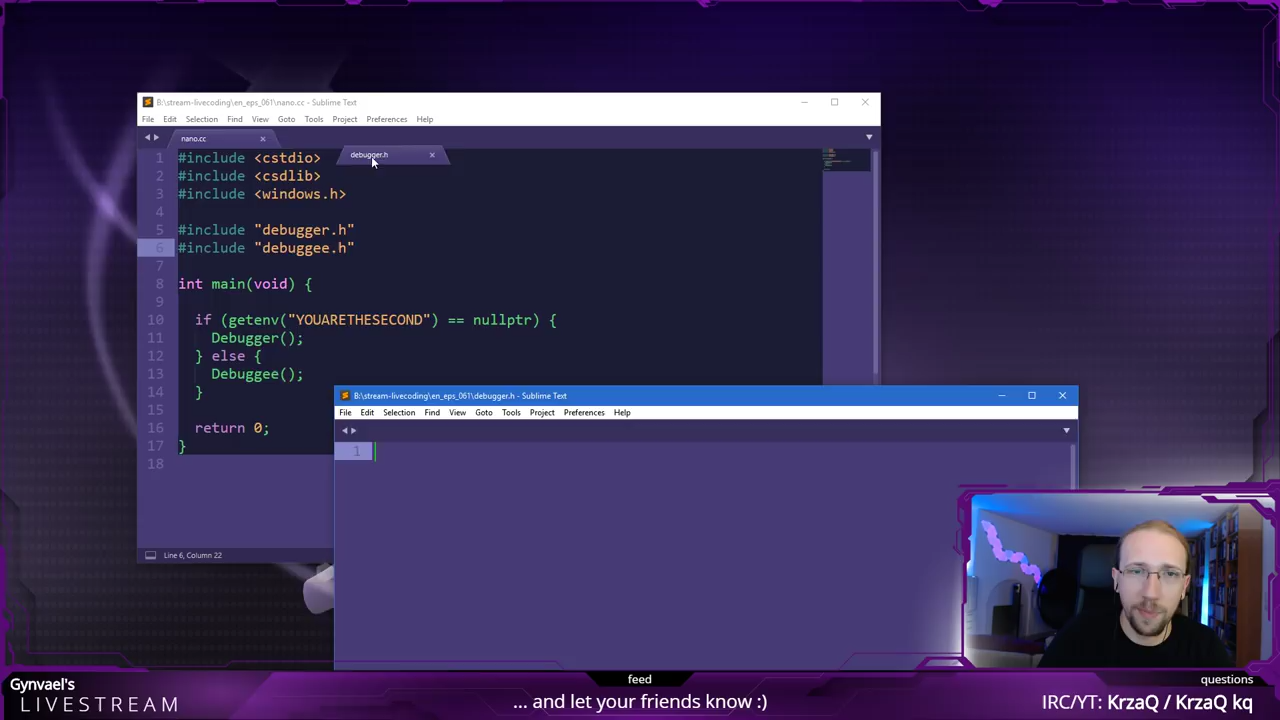 B:\stream-livecoding\en_eps_061\nano.cc - Sublime Text
File Edit Selection Find View Goto Tools Project Preferences Help
nano.cc
debugger.h
1 #include <cstdio>
2 #include <csdlib>
3 #include <windows.h>
4
5 #include "debugger.h"
6 #include "debuggee.h"
7
8 int main(void) {
9
10 if (getenv("YOUARETHESECOND") == nullptr) {
11 Debugger();
12 } else {
13 Debuggee();
14 }
15
16 return 0;
17 }
18
Line 6, Column 22
B:\stream-livecoding\en_eps_061\debugger.h - Sublime Text
File Edit Selection Find View Goto Tools Project Preferences Help
1
Gynvael's
LIVESTREAM
feed
... and let your friends know :)
questions
IRC/YT: KrzaQ / KrzaQ kq